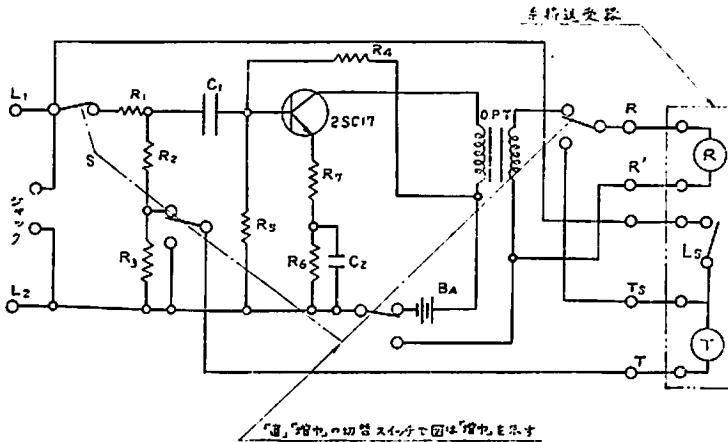 手持送受器
L1
R1
C1
R4
2SC17
O.P.T
R
R
R'
R2
S
R7
ジャック
R3
R5
R6
C2
BA
LS
TS
L2
T
T
「直」「増巾」の切替スイッチで図は「増巾」を示す